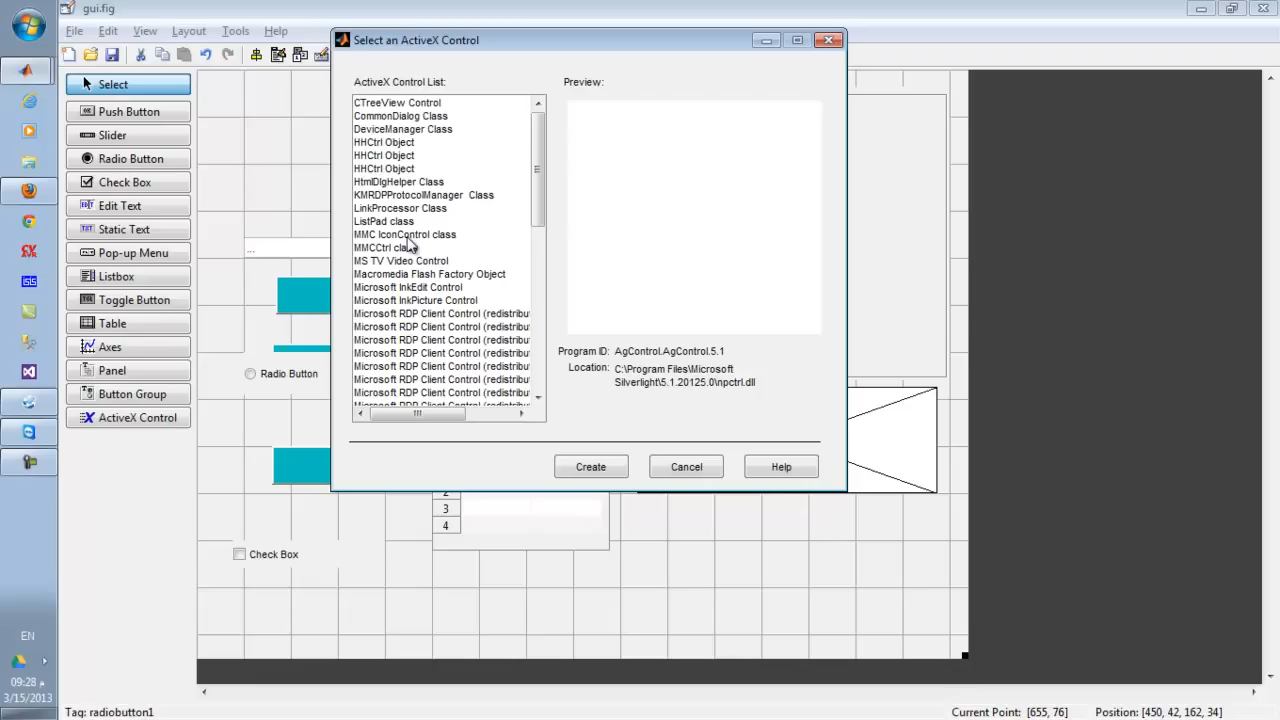 gui.fig
File Edit View Layout Tools Help
Select
Push Button
Slider
Radio Button
Check Box
Edit Text
Static Text
Pop-up Menu
Listbox
Toggle Button
Table
Axes
Panel
Button Group
ActiveX Control
...
Radio Button
Check Box
2
3
4
Select an ActiveX Control
ActiveX Control List:
CTreeView Control
CommonDialog Class
DeviceManager Class
HHCtrl Object
HHCtrl Object
HHCtrl Object
HtmlDlgHelper Class
KMRDPProtocolManager Class
LinkProcessor Class
ListPad class
MMC IconControl class
MMCCtrl class
MS TV Video Control
Macromedia Flash Factory Object
Microsoft InkEdit Control
Microsoft InkPicture Control
Microsoft RDP Client Control (redistribu
Microsoft RDP Client Control (redistribu
Microsoft RDP Client Control (redistribu
Microsoft RDP Client Control (redistribu
Microsoft RDP Client Control (redistribu
Microsoft RDP Client Control (redistribu
Microsoft RDP Client Control (redistribu
Microsoft RDP Client Control (redistribu
Preview:
Program ID: AgControl.AgControl.5.1
Location: C:\Program Files\Microsoft
Silverlight\5.1.20125.0\npctrl.dll
Create
Cancel
Help
EN
09:28 م
3/15/2013
Tag: radiobutton1
Current Point: [655, 76]
Position: [450, 42, 162, 34]